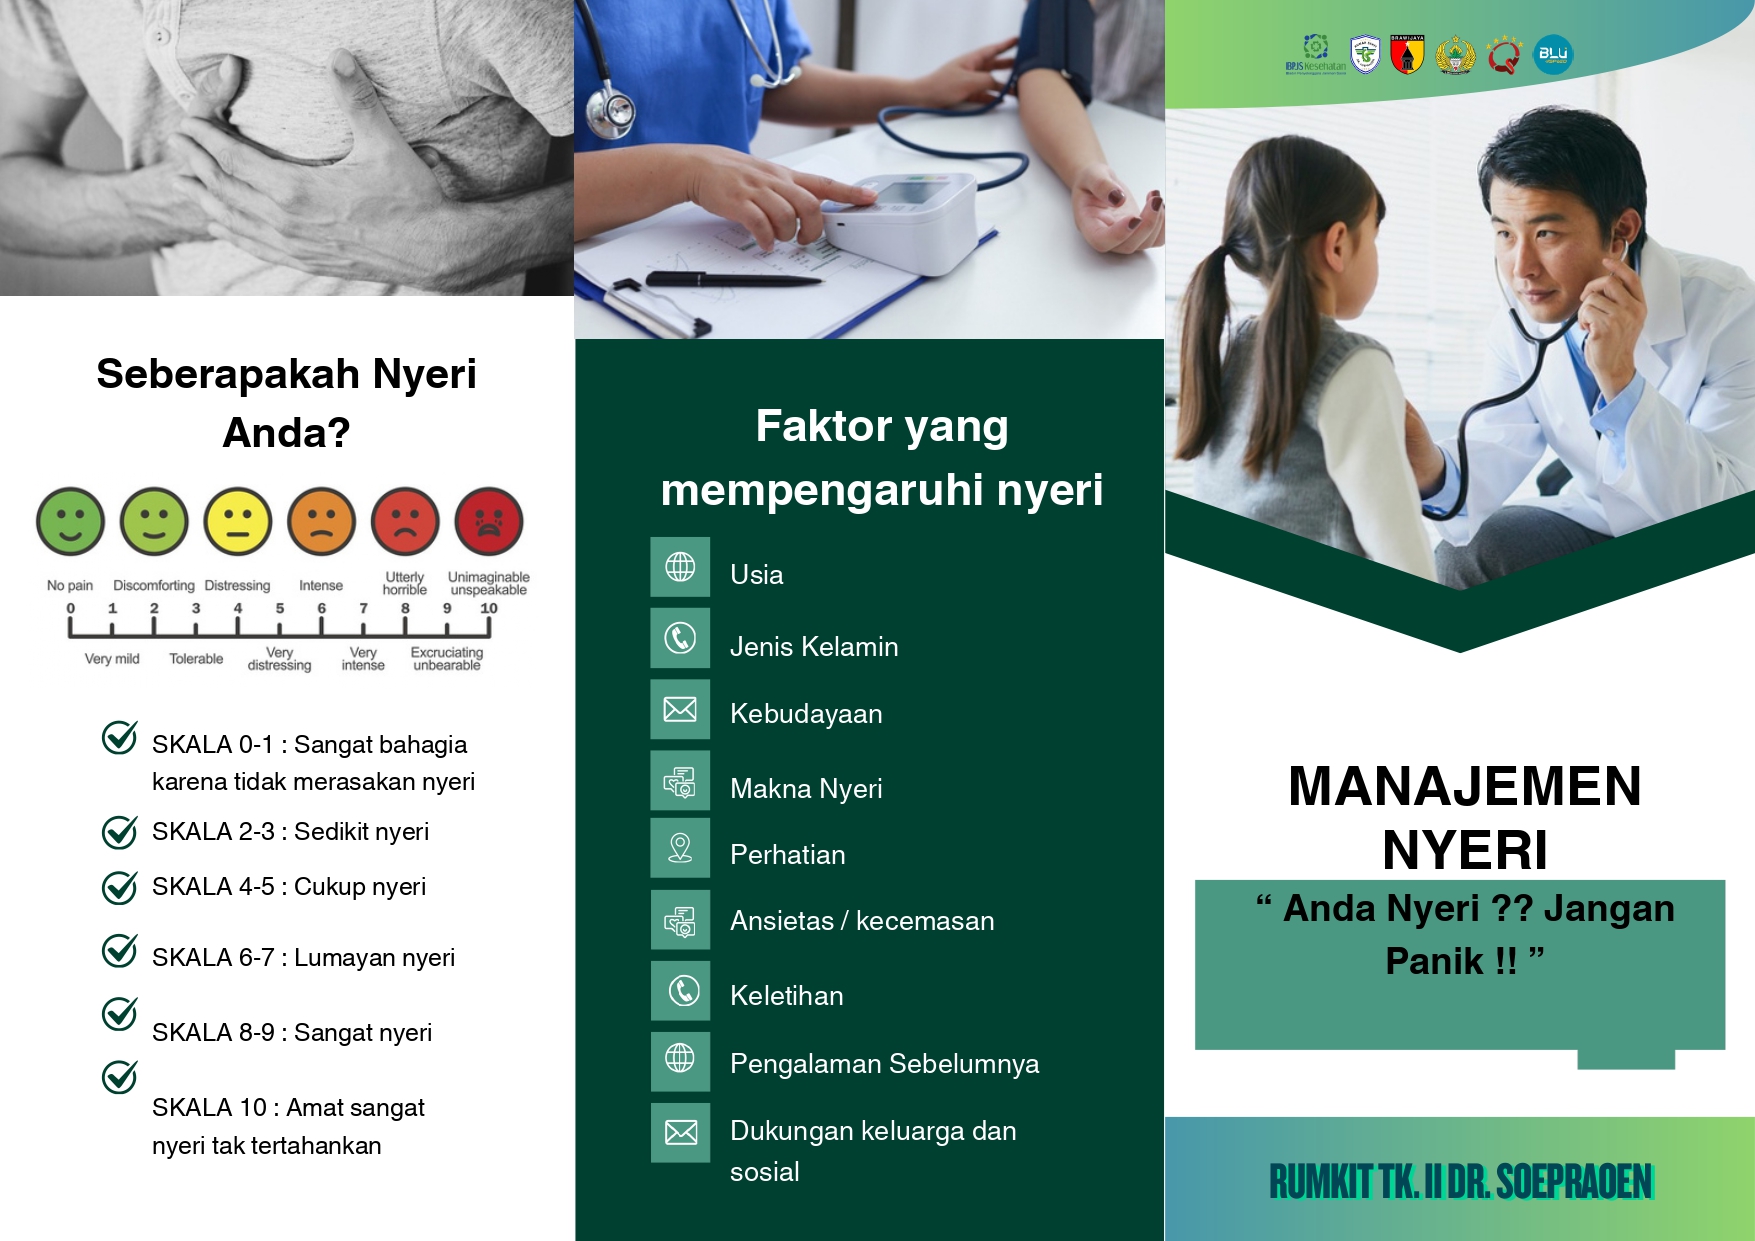 Seberapakah Nyeri
Anda?
No pain
Discomforting
Distressing
Intense
Utterly
horrible
Unimaginable
unspeakable
0 1 2 3 4 5 6 7 8 9 10
Very mild
Tolerable
Very
distressing
Very
intense
Excruciating
unbearable
SKALA 0-1 : Sangat bahagia
karena tidak merasakan nyeri
SKALA 2-3 : Sedikit nyeri
SKALA 4-5 : Cukup nyeri
SKALA 6-7 : Lumayan nyeri
SKALA 8-9 : Sangat nyeri
SKALA 10 : Amat sangat
nyeri tak tertahankan
Faktor yang
mempengaruhi nyeri
Usia
Jenis Kelamin
Kebudayaan
Makna Nyeri
Perhatian
Ansietas / kecemasan
Keletihan
Pengalaman Sebelumnya
Dukungan keluarga dan
sosial
BPJS Kesehatan
BRAWIJAYA
BLU
MANAJEMEN
NYERI
“ Anda Nyeri ?? Jangan
Panik !! ”
RUMKIT TK. II DR. SOEPRAOEN